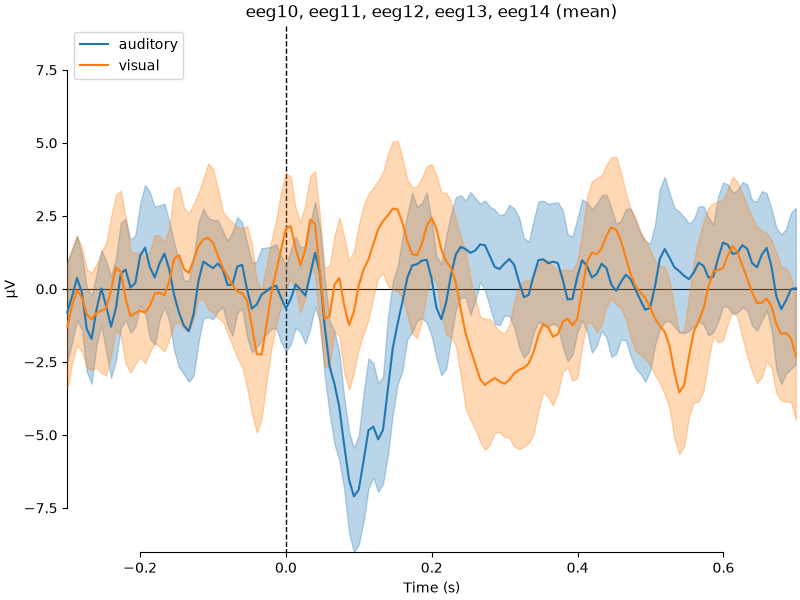 eeg10, eeg11, eeg12, eeg13, eeg14 (mean)
auditory
visual
7.5
5.0
2.5
0.0
−2.5
−5.0
−7.5
µV
−0.2 0.0 0.2 0.4 0.6
Time (s)